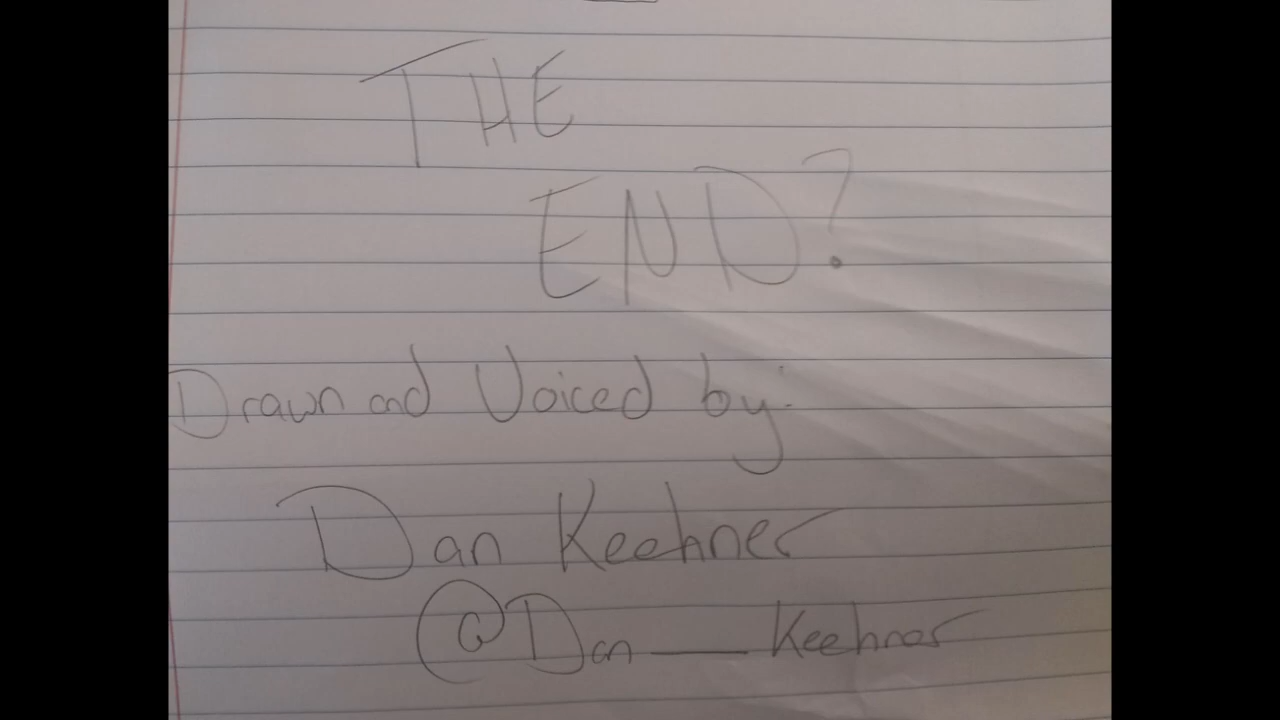 THE
END?
Drawn and Voiced by:
Dan Keehner
@Dan_Keehner